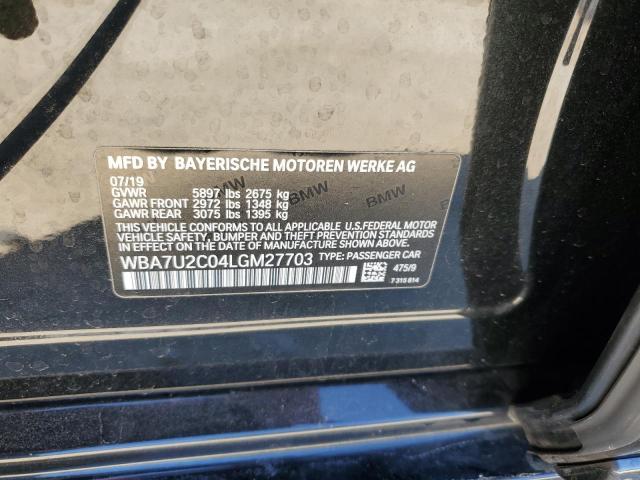 MFD BY BAYERISCHE MOTOREN WERKE AG
07/19
GVWR 5897 lbs 2675 kg
GAWR FRONT 2972 lbs 1348 kg
GAWR REAR 3075 lbs 1395 kg
BMW
BMW
THIS VEHICLE CONFORMS TO ALL APPLICABLE U.S.FEDERAL MOTOR
VEHICLE SAFETY, BUMPER, AND THEFT PREVENTION STANDARDS
IN EFFECT ON THE DATE OF MANUFACTURE SHOWN ABOVE.
WBA7U2C04LGM27703 TYPE: PASSENGER CAR
475/9
7 315 614